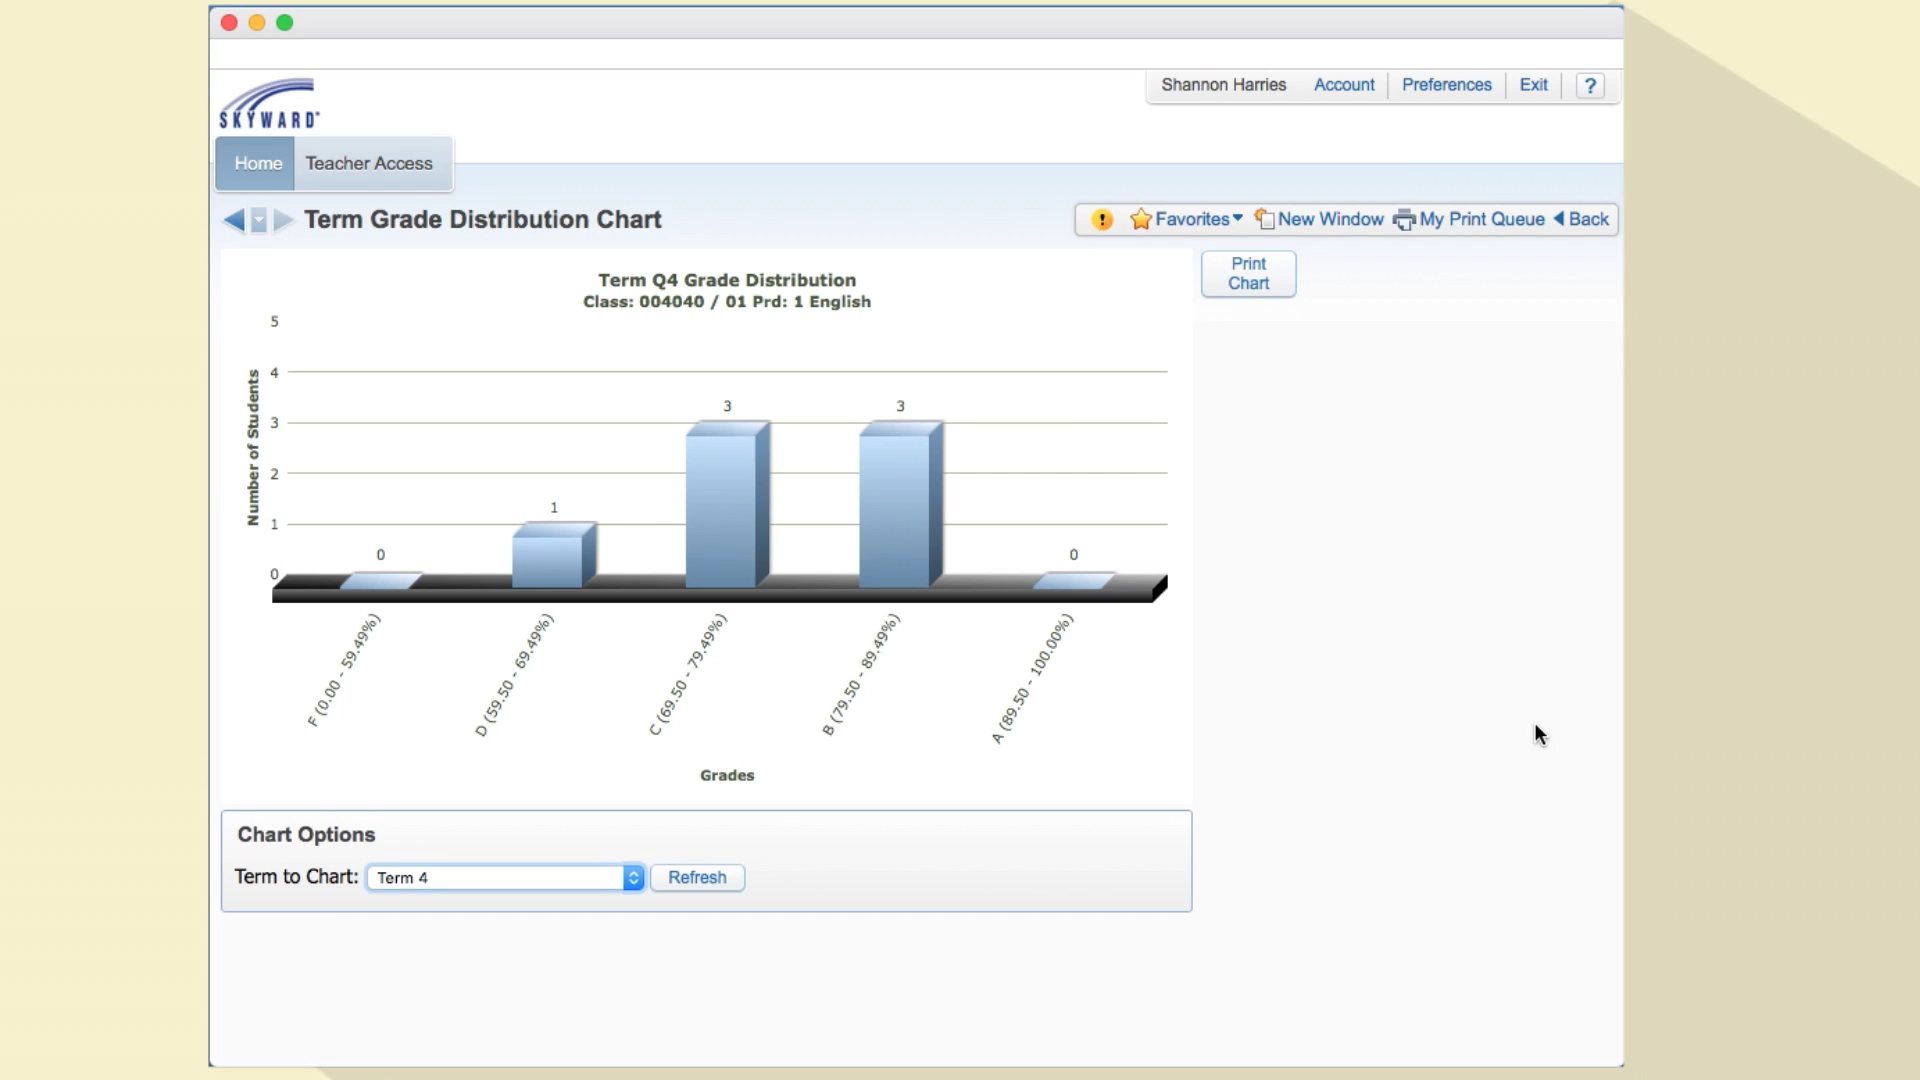 Shannon Harries Account Preferences Exit ?
SKYWARD
Home Teacher Access
Term Grade Distribution Chart
! Favorites New Window My Print Queue Back
Print
Chart
Term Q4 Grade Distribution
Class: 004040 / 01 Prd: 1 English
Number of Students
5
4
3
2
1
0
0
1
3
3
0
F (0.00 - 59.49%)
D (59.50 - 69.49%)
C (69.50 - 79.49%)
B (79.50 - 89.49%)
A (89.50 - 100.00%)
Grades
Chart Options
Term to Chart: Term 4 Refresh